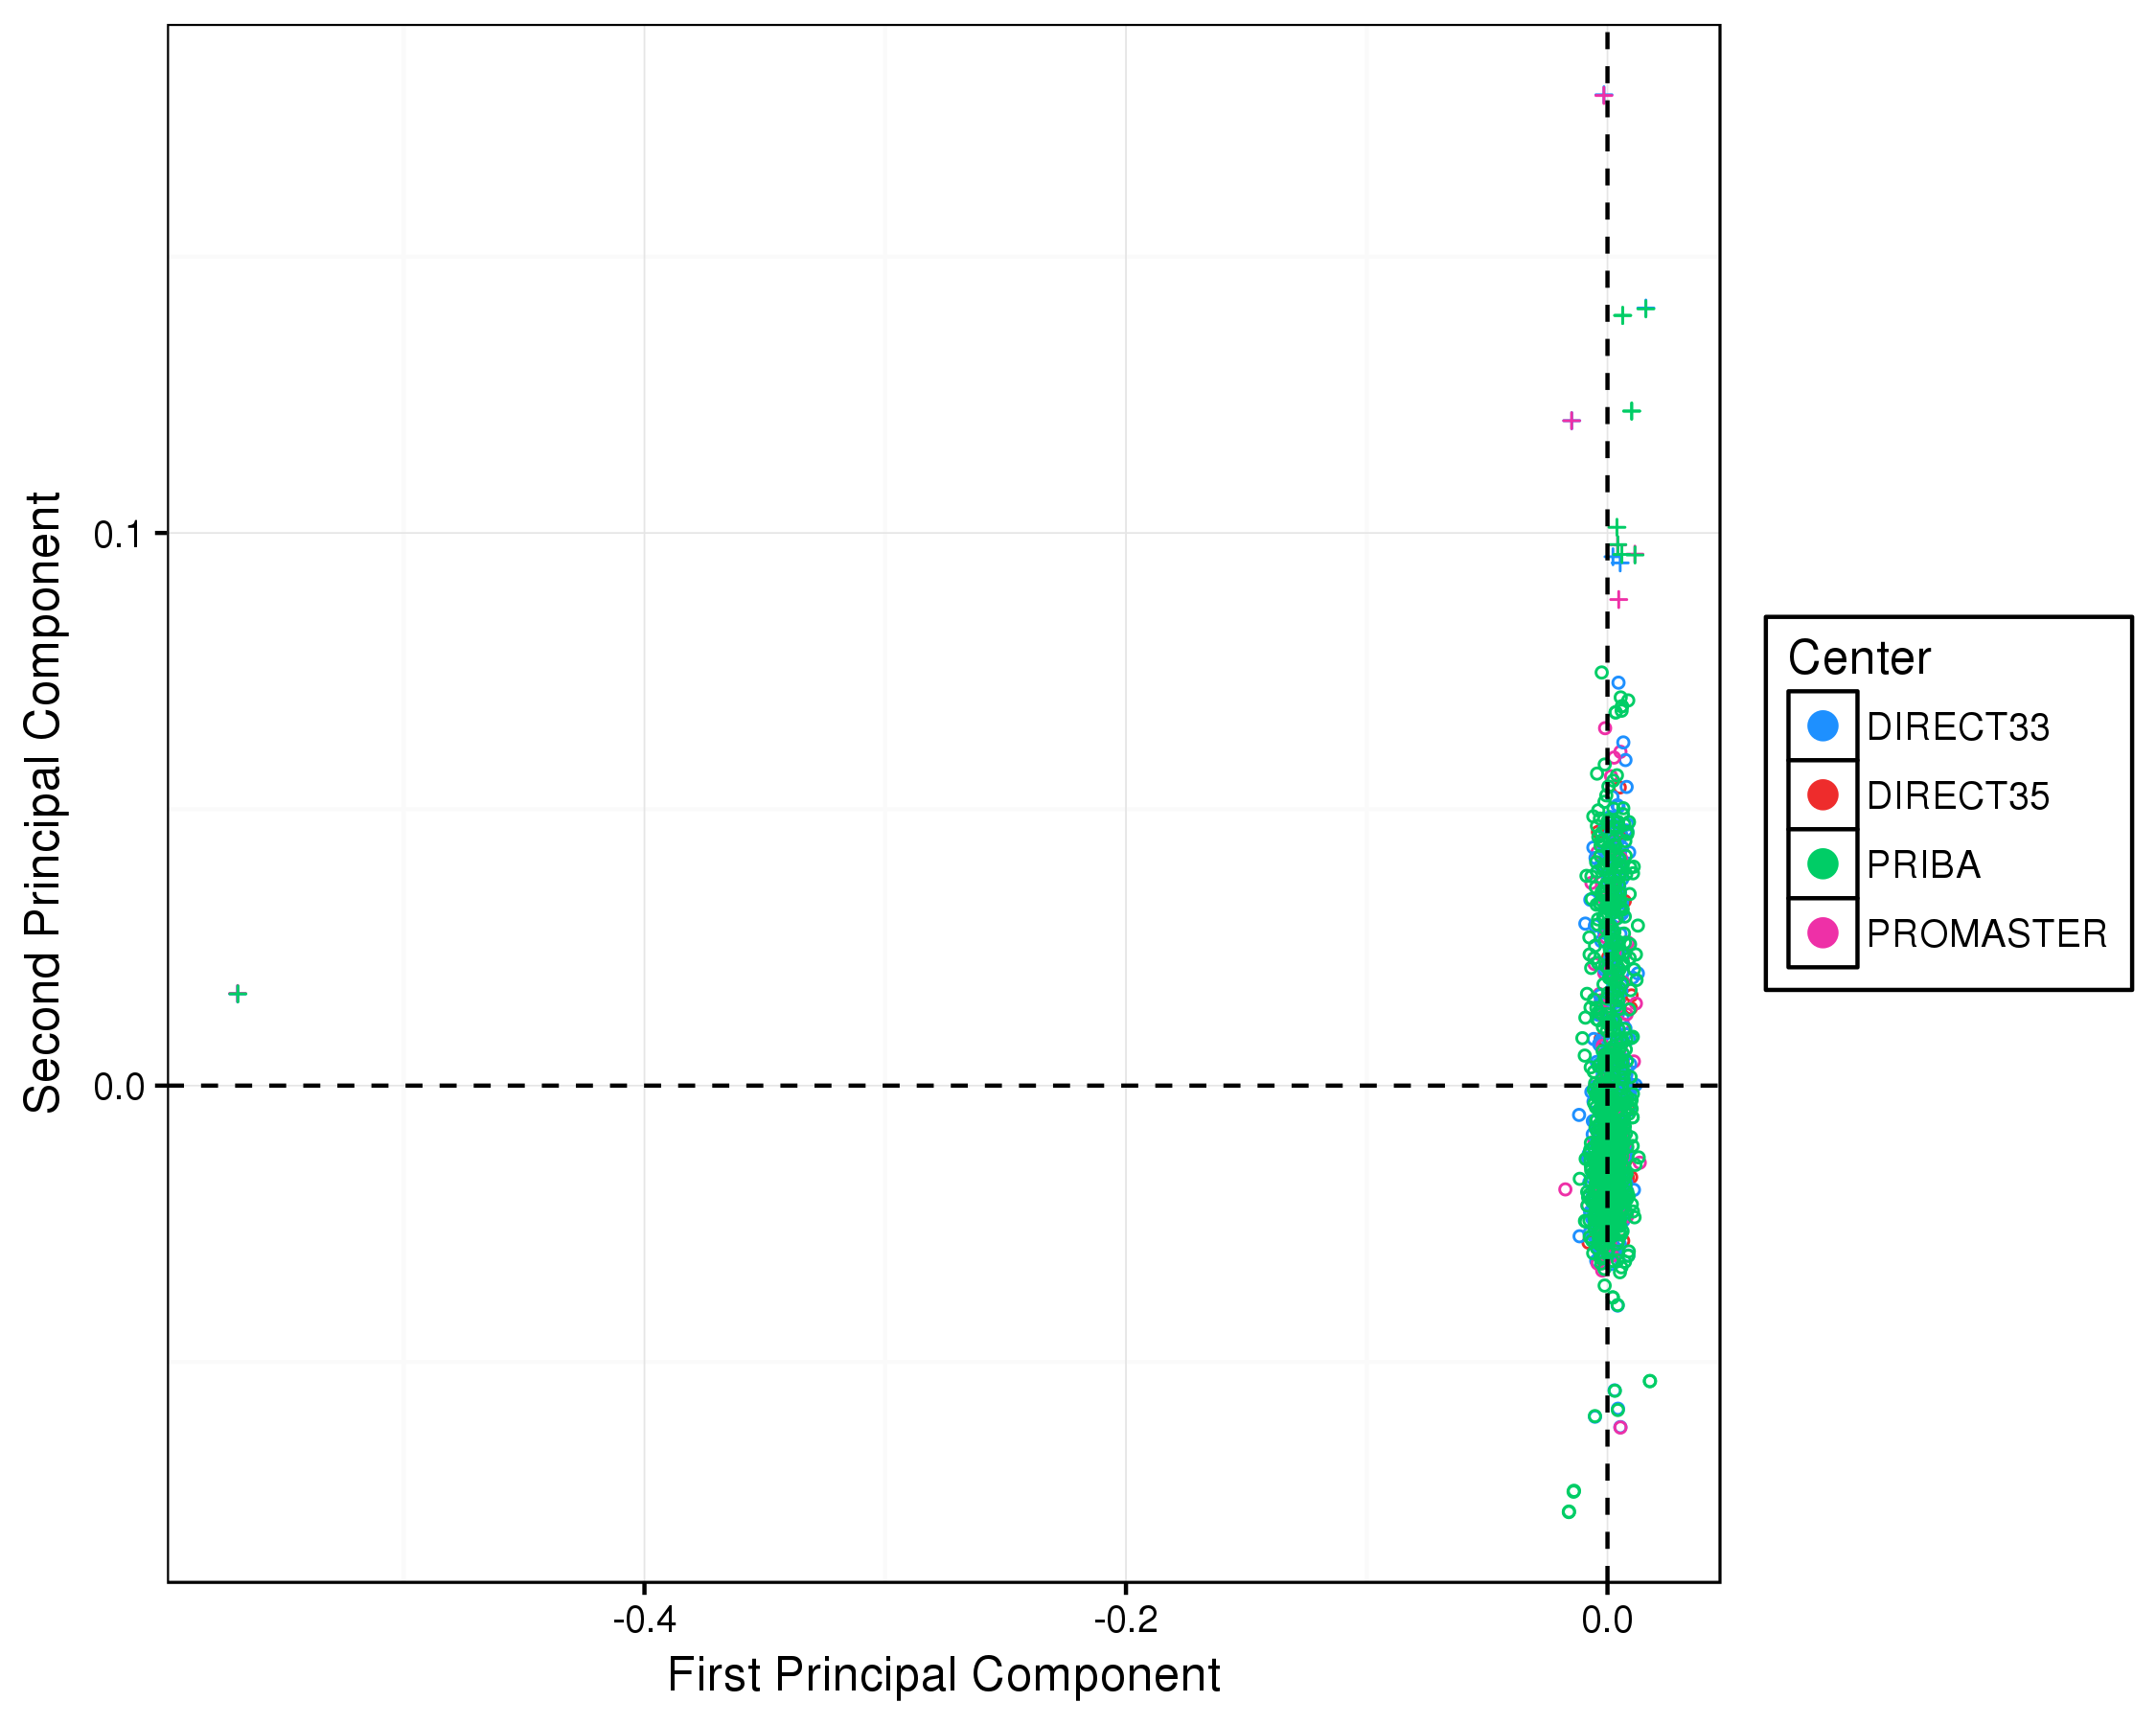 Second Principal Component
0.1
0.0
-0.4
-0.2
0.0
First Principal Component
Center
DIRECT33
DIRECT35
PRIBA
PROMASTER